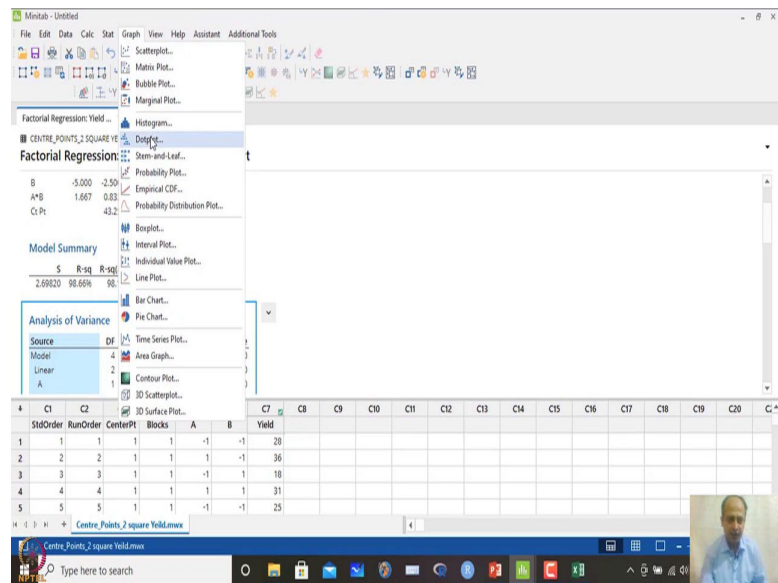 Minitab - Untitled
File Edit Data Calc Stat Graph View Help Assistant Additional Tools
Scatterplot...
Matrix Plot...
Bubble Plot...
Marginal Plot...
Histogram...
Dotplot...
Stem-and-Leaf...
Probability Plot...
Empirical CDF...
Probability Distribution Plot...
Boxplot...
Interval Plot...
Individual Value Plot...
Line Plot...
Bar Chart...
Pie Chart...
Time Series Plot...
Area Graph...
Contour Plot...
3D Scatterplot...
3D Surface Plot...
Factorial Regression: Yield ...
CENTRE_POINTS_2 SQUARE YE
Factorial Regression: t
B -5.000 -2.50
A*B 1.667 0.83
Ct Pt 43.2
Model Summary
S R-sq R-sq(
2.69820 98.66% 98.
Analysis of Variance
Source DF
Model 4
Linear 2
A 1
C1 C2 C7 C8 C9 C10 C11 C12 C13 C14 C15 C16 C17 C18 C19 C20
StdOrder RunOrder CenterPt Blocks A B Yield
1 1 1 1 1 -1 -1 28
2 2 2 1 1 1 -1 36
3 3 3 1 1 -1 1 18
4 4 4 1 1 1 1 31
5 5 5 1 1 -1 -1 25
Centre_Points_2 square Yeild.mwx
Centre_Points_2 square Yeild.mwx
Type here to search
NPTEL